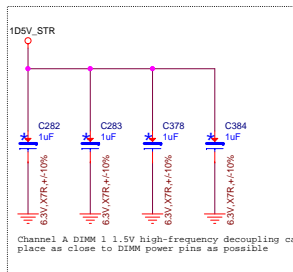 1D5V_STR
C282
1uF
C283
1uF
C378
1uF
C384
1uF
6.3V,X7R,+/-10%
6.3V,X7R,+/-10%
6.3V,X7R,+/-10%
6.3V,X7R,+/-10%
Channel A DIMM 1 1.5V high-frequency decoupling ca
place as close to DIMM power pins as possible